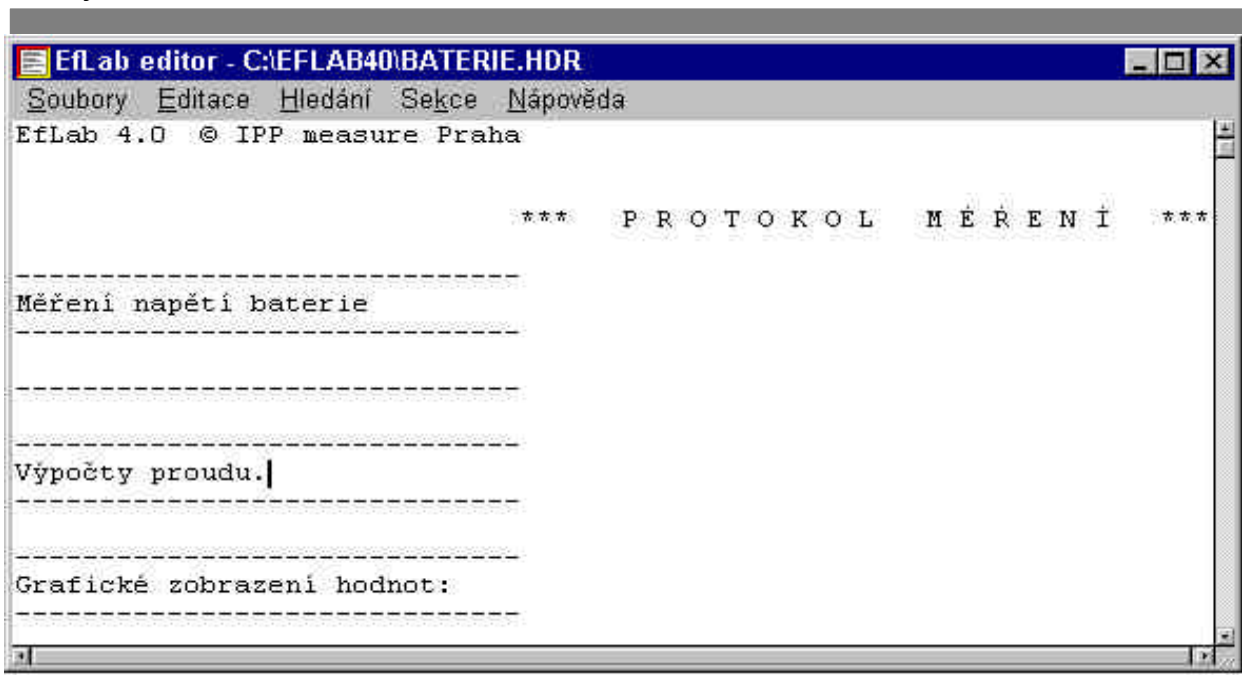 EfLab editor - C:\EFLAB40\BATERIE.HDR
Soubory Editace Hledání Sekce Nápověda
EfLab 4.0 © IPP measure Praha
*** P R O T O K O L M Ě Ř E N Í ***
------------------------------
Měření napětí baterie
------------------------------
------------------------------
------------------------------
Výpočty proudu.
------------------------------
------------------------------
Grafické zobrazení hodnot:
------------------------------